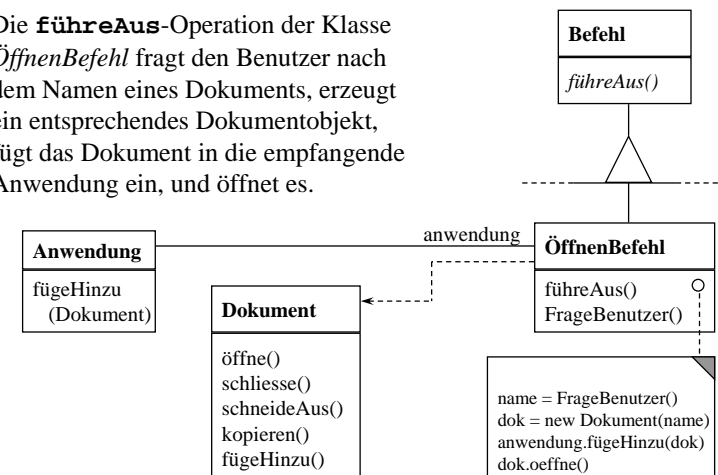 Die führeAus-Operation der Klasse
ÖffnenBefehl fragt den Benutzer nach
dem Namen eines Dokuments, erzeugt
ein entsprechendes Dokumentobjekt,
fügt das Dokument in die empfangende
Anwendung ein, und öffnet es.
Befehl
führeAus()
Anwendung
fügeHinzu
(Dokument)
anwendung
ÖffnenBefehl
führeAus()
FrageBenutzer()
Dokument
öffne()
schliesse()
schneideAus()
kopieren()
fügeHinzu()
name = FrageBenutzer()
dok = new Dokument(name)
anwendung.fügeHinzu(dok)
dok.oeffne()